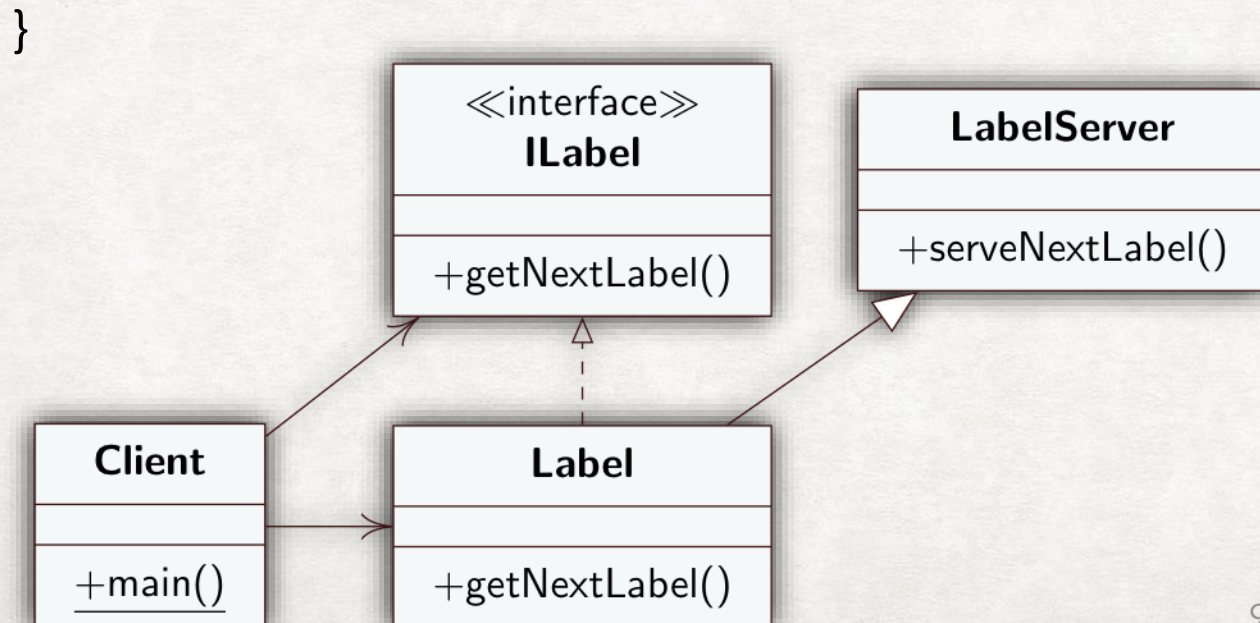 }
≪interface≫
ILabel
+getNextLabel()
LabelServer
+serveNextLabel()
Client
+main()
Label
+getNextLabel()